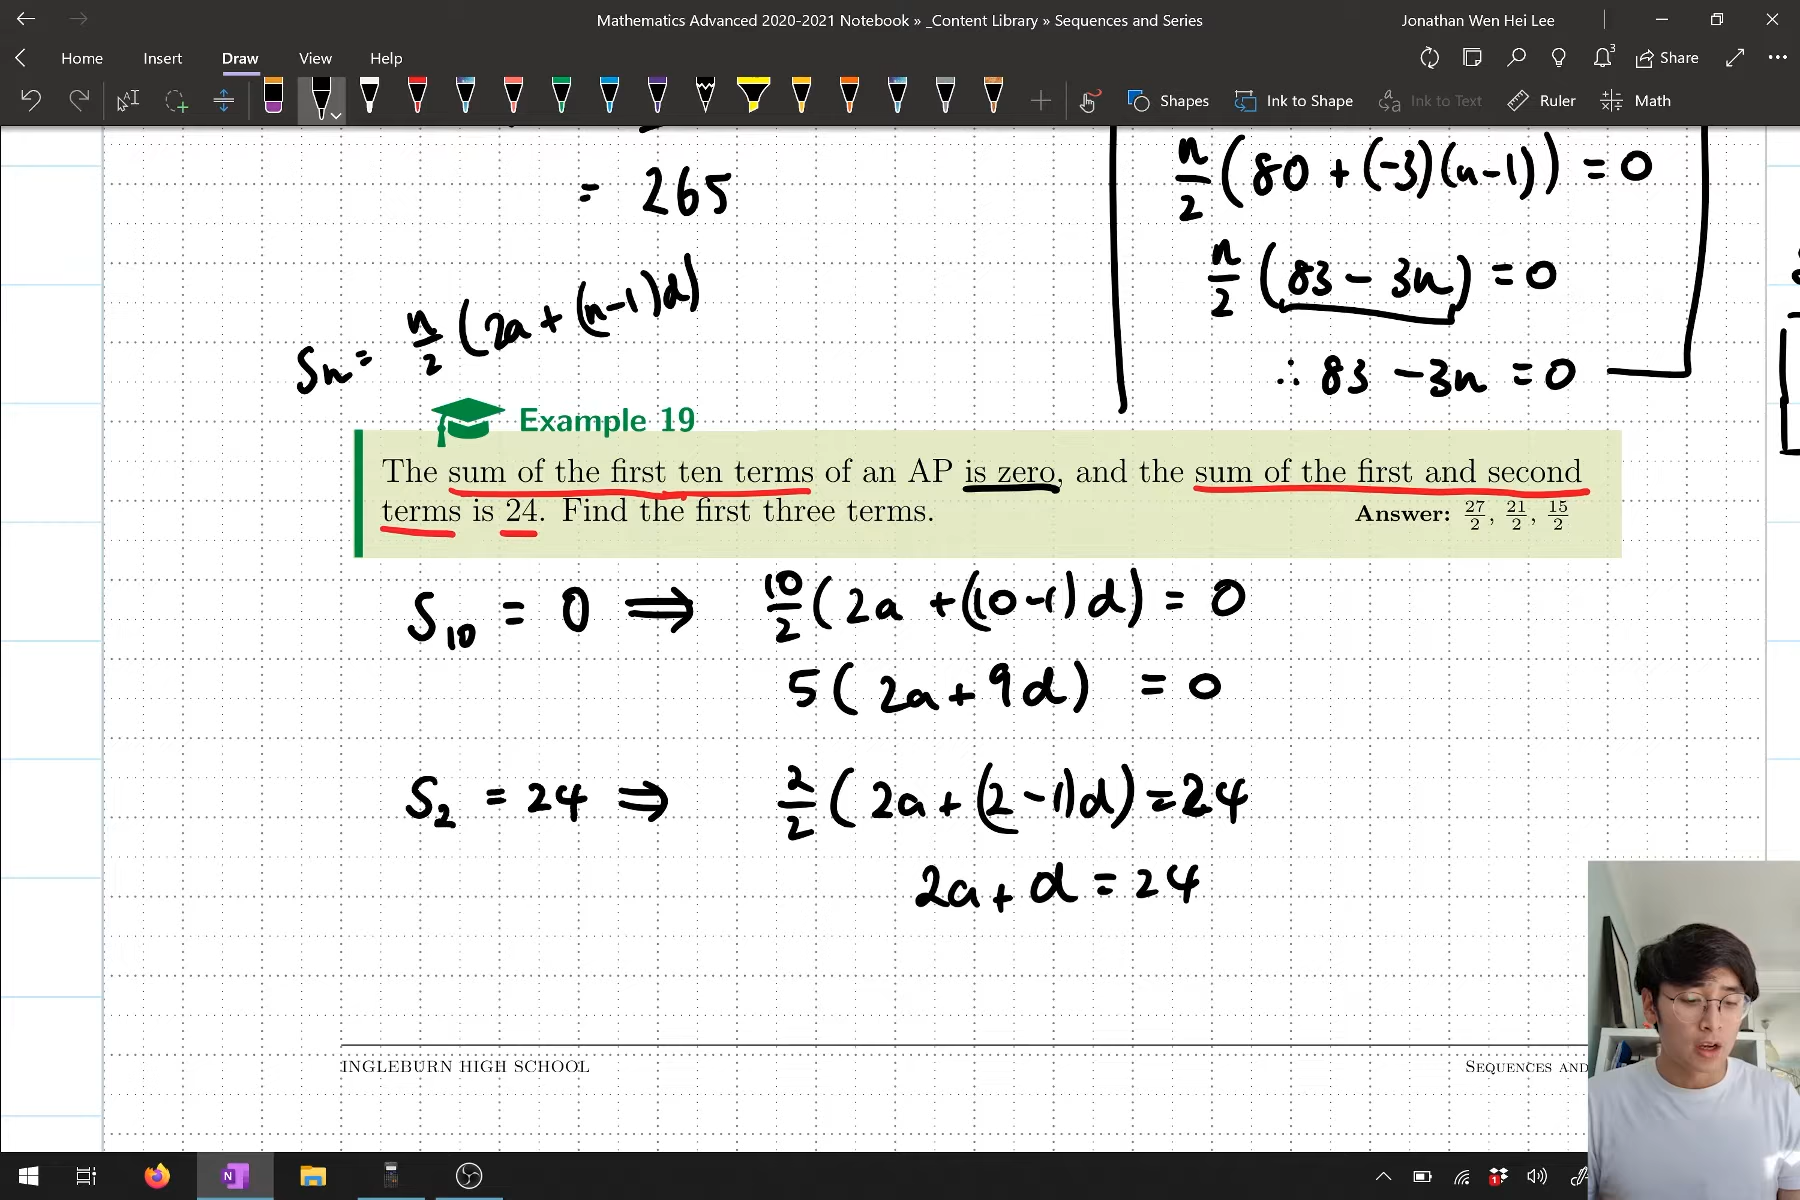 Mathematics Advanced 2020-2021 Notebook » _Content Library » Sequences and Series
Jonathan Wen Hei Lee
Home Insert Draw View Help
3
Share
Shapes Ink to Shape Ink to Text Ruler Math
= 265
n/2 (80 + (-3)(n-1)) = 0
n/2 (83 - 3n) = 0
∴ 83 - 3n = 0
Sn = n/2 (2a + (n-1)d)
Example 19
The sum of the first ten terms of an AP is zero, and the sum of the first and second
terms is 24. Find the first three terms.
Answer: 27/2, 21/2, 15/2
S10 = 0 ⟹ 10/2 (2a + (10-1)d) = 0
5(2a + 9d) = 0
S2 = 24 ⟹ 2/2 (2a + (2-1)d) = 24
2a + d = 24
INGLEBURN HIGH SCHOOL
SEQUENCES AND